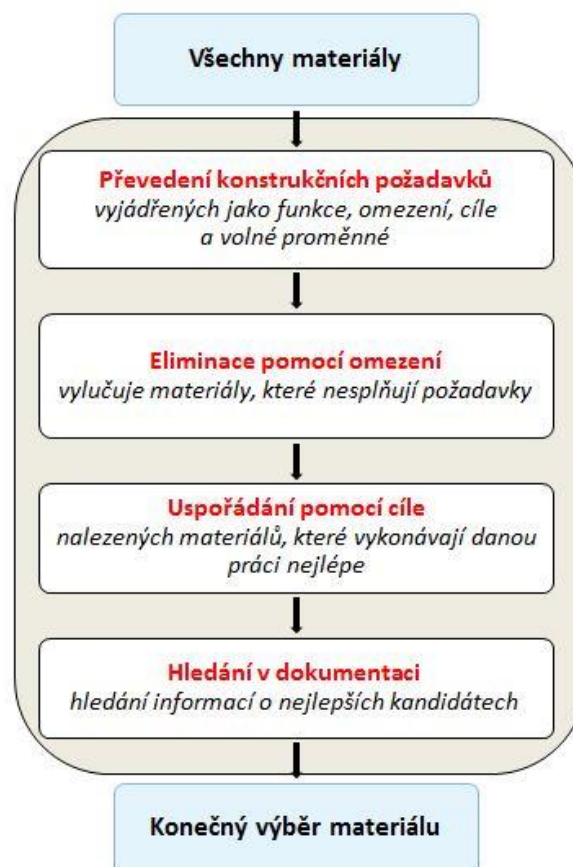 Všechny materiály
Převedení konstrukčních požadavků
vyjádřených jako funkce, omezení, cíle
a volné proměnné
Eliminace pomocí omezení
vylučuje materiály, které nesplňují požadavky
Uspořádání pomocí cíle
nalezených materiálů, které vykonávají danou
práci nejlépe
Hledání v dokumentaci
hledání informací o nejlepších kandidátech
Konečný výběr materiálu